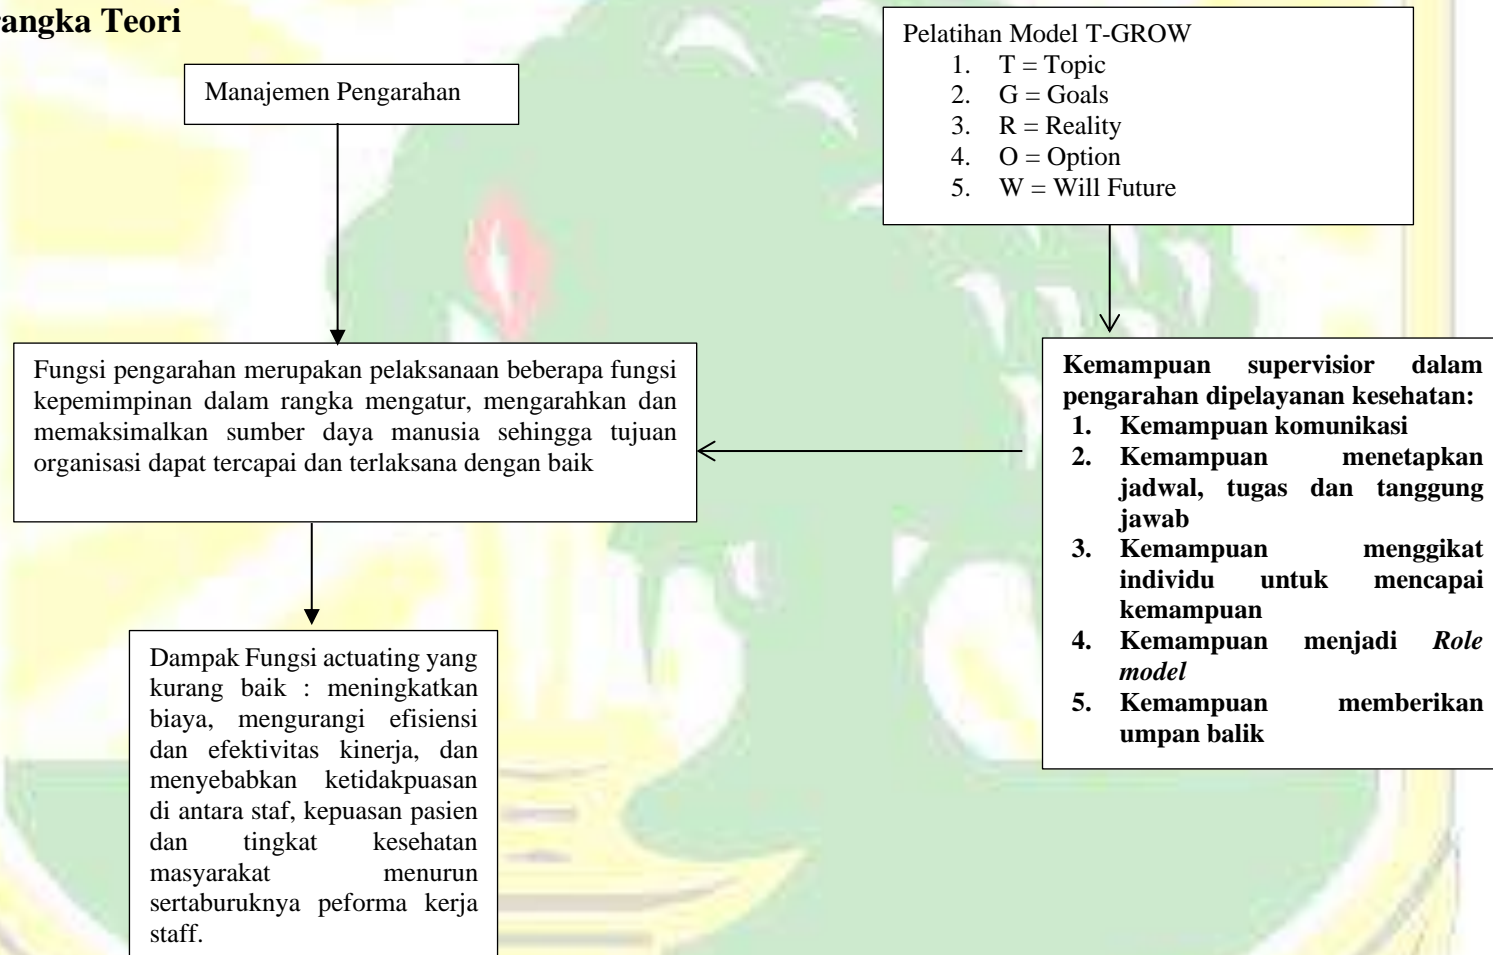 angka Teori
Manajemen Pengarahan
Pelatihan Model T-GROW
1. T = Topic
2. G = Goals
3. R = Reality
4. O = Option
5. W = Will Future
Fungsi pengarahan merupakan pelaksanaan beberapa fungsi
kepemimpinan dalam rangka mengatur, mengarahkan dan
memaksimalkan sumber daya manusia sehingga tujuan
organisasi dapat tercapai dan terlaksana dengan baik
Kemampuan supervisior dalam
pengarahan dipelayanan kesehatan:
1. Kemampuan komunikasi
2. Kemampuan menetapkan
jadwal, tugas dan tanggung
jawab
3. Kemampuan menggikat
individu untuk mencapai
kemampuan
4. Kemampuan menjadi Role
model
5. Kemampuan memberikan
umpan balik
Dampak Fungsi actuating yang
kurang baik : meningkatkan
biaya, mengurangi efisiensi
dan efektivitas kinerja, dan
menyebabkan ketidakpuasan
di antara staf, kepuasan pasien
dan tingkat kesehatan
masyarakat menurun
sertaburuknya peforma kerja
staff.